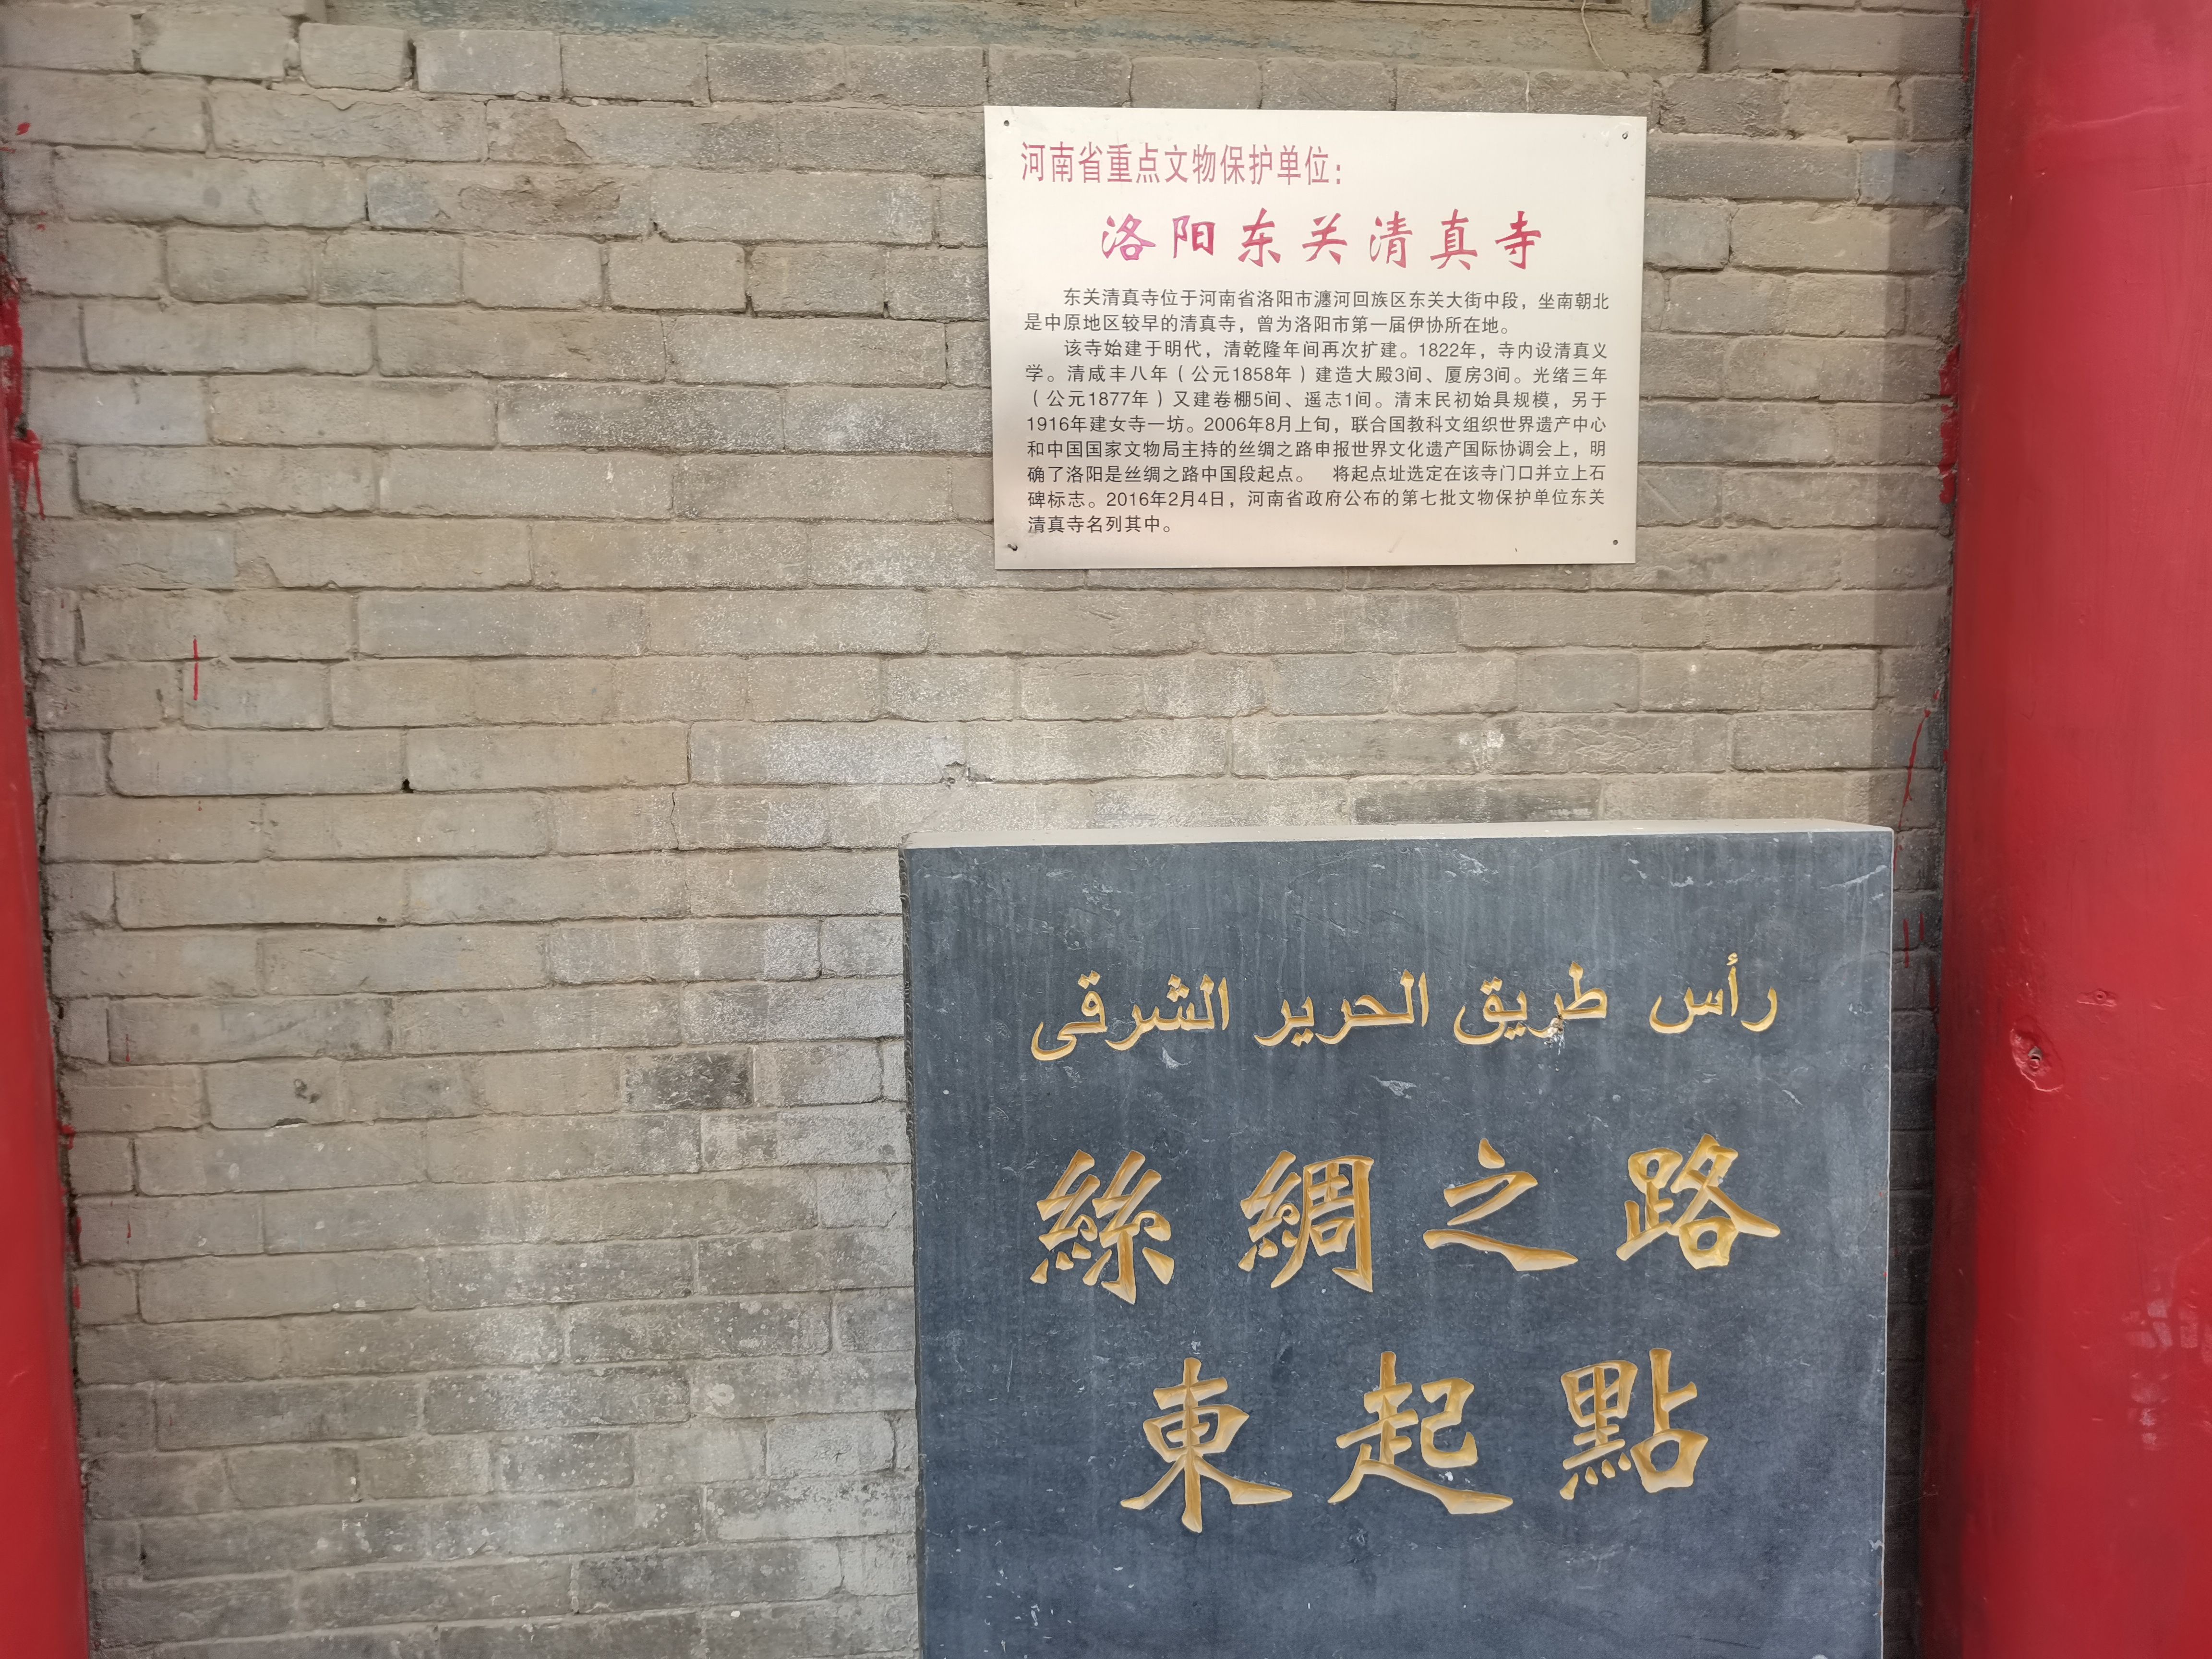 河南省重点文物保护单位：
洛阳东关清真寺
东关清真寺位于河南省洛阳市瀍河回族区东关大街中段，坐南朝北
是中原地区较早的清真寺，曾为洛阳市第一届伊协所在地。
该寺始建于明代，清乾隆年间再次扩建。1822年，寺内设清真义
学。清咸丰八年（公元1858年）建造大殿3间、厦房3间。光绪三年
（公元1877年）又建卷棚5间、遥志1间。清末民初始具规模，另于
1916年建女寺一坊。2006年8月上旬，联合国教科文组织世界遗产中心
和中国国家文物局主持的丝绸之路申报世界文化遗产国际协调会上，明
确了洛阳是丝绸之路中国段起点。 将起点址选定在该寺门口并立上石
碑标志。2016年2月4日，河南省政府公布的第七批文物保护单位东关
清真寺名列其中。
رأس طريق الحرير الشرقى
絲綢之路
東起點